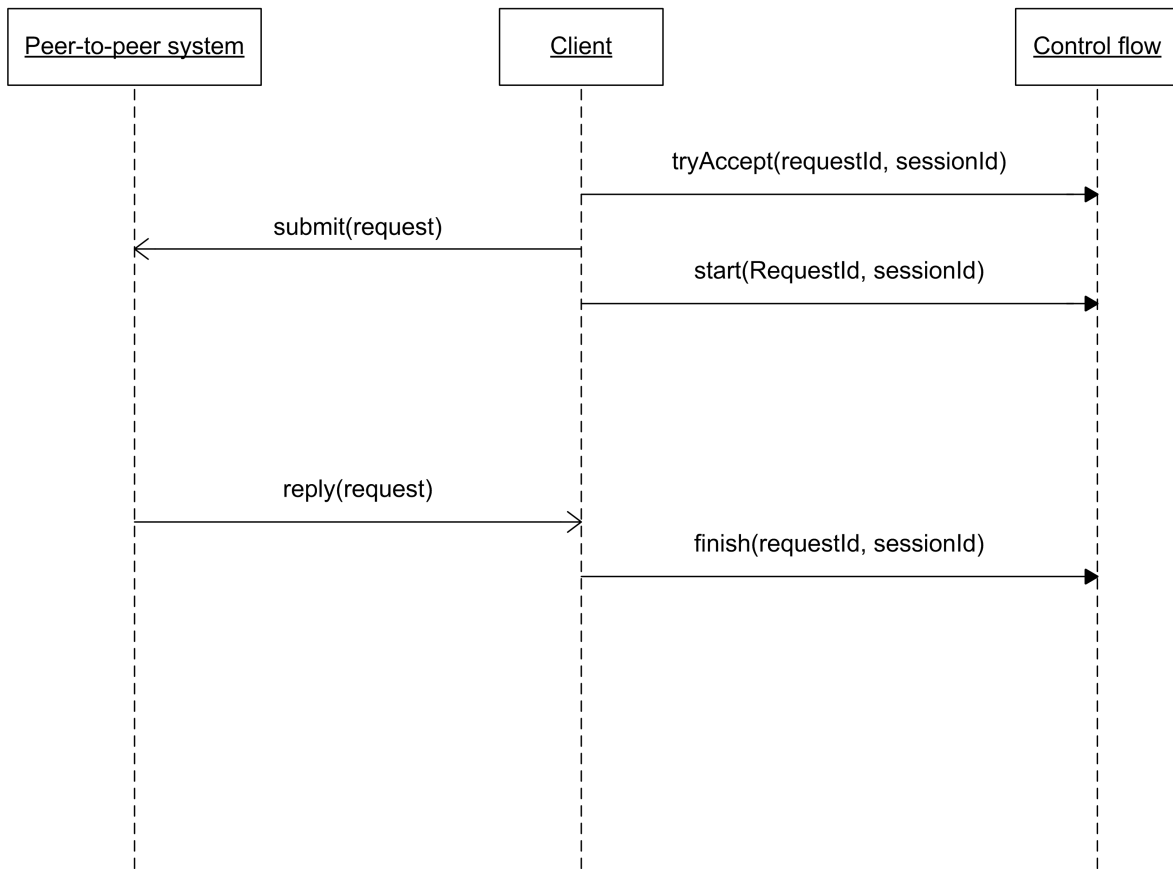 Peer-to-peer system
Client
Control flow
tryAccept(requestId, sessionId)
submit(request)
start(RequestId, sessionId)
reply(request)
finish(requestId, sessionId)